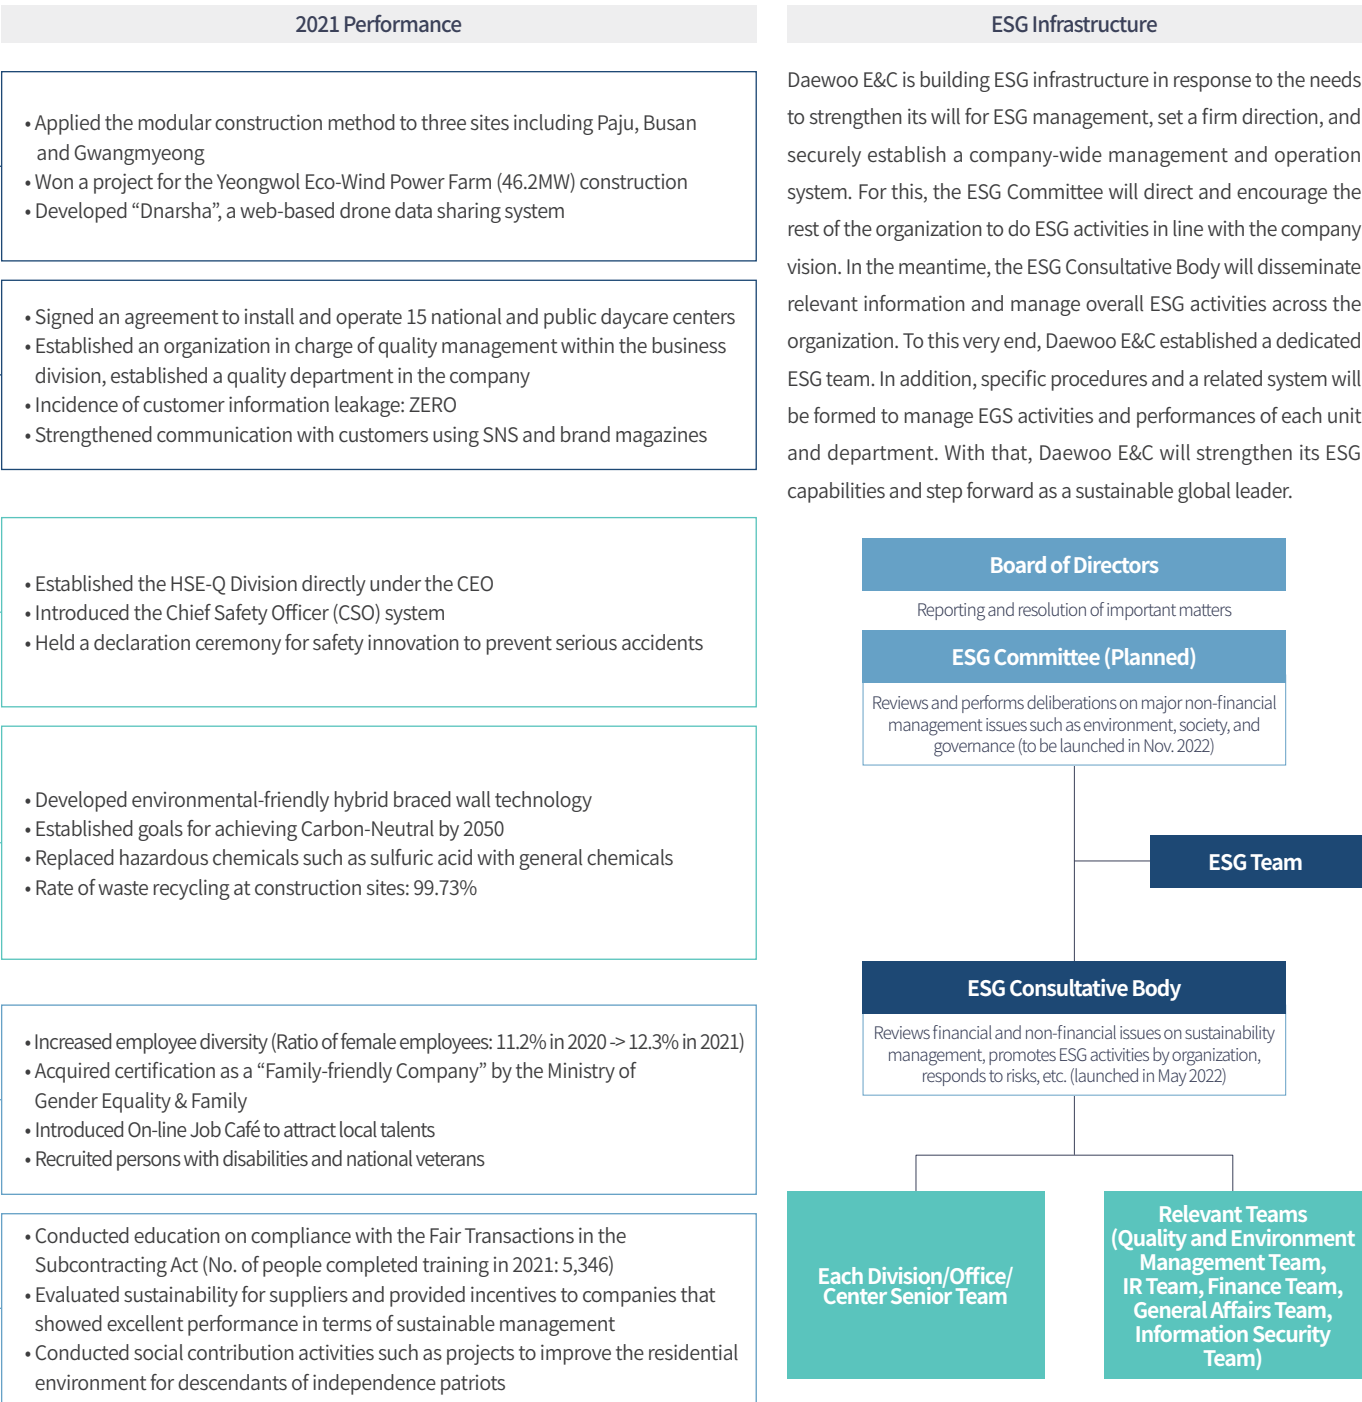 2021 Performance
• Applied the modular construction method to three sites including Paju, Busan
and Gwangmyeong
• Won a project for the Yeongwol Eco-Wind Power Farm (46.2MW) construction
• Developed “Dnarsha”, a web-based drone data sharing system
• Signed an agreement to install and operate 15 national and public daycare centers
• Established an organization in charge of quality management within the business
division, established a quality department in the company
• Incidence of customer information leakage: ZERO
• Strengthened communication with customers using SNS and brand magazines
• Established the HSE-Q Division directly under the CEO
• Introduced the Chief Safety Officer (CSO) system
• Held a declaration ceremony for safety innovation to prevent serious accidents
• Developed environmental-friendly hybrid braced wall technology
• Established goals for achieving Carbon-Neutral by 2050
• Replaced hazardous chemicals such as sulfuric acid with general chemicals
• Rate of waste recycling at construction sites: 99.73%
• Increased employee diversity (Ratio of female employees: 11.2% in 2020 -> 12.3% in 2021)
• Acquired certification as a “Family-friendly Company” by the Ministry of
Gender Equality & Family
• Introduced On-line Job Café to attract local talents
• Recruited persons with disabilities and national veterans
• Conducted education on compliance with the Fair Transactions in the
Subcontracting Act (No. of people completed training in 2021: 5,346)
• Evaluated sustainability for suppliers and provided incentives to companies that
showed excellent performance in terms of sustainable management
• Conducted social contribution activities such as projects to improve the residential
environment for descendants of independence patriots
ESG Infrastructure
Daewoo E&C is building ESG infrastructure in response to the needs
to strengthen its will for ESG management, set a firm direction, and
securely establish a company-wide management and operation
system. For this, the ESG Committee will direct and encourage the
rest of the organization to do ESG activities in line with the company
vision. In the meantime, the ESG Consultative Body will disseminate
relevant information and manage overall ESG activities across the
organization. To this very end, Daewoo E&C established a dedicated
ESG team. In addition, specific procedures and a related system will
be formed to manage EGS activities and performances of each unit
and department. With that, Daewoo E&C will strengthen its ESG
capabilities and step forward as a sustainable global leader.
Board of Directors
Reporting and resolution of important matters
ESG Committee (Planned)
Reviews and performs deliberations on major non-financial
management issues such as environment, society, and
governance (to be launched in Nov. 2022)
ESG Team
ESG Consultative Body
Reviews financial and non-financial issues on sustainability
management, promotes ESG activities by organization,
responds to risks, etc. (launched in May 2022)
Each Division/Office/
Center Senior Team
Relevant Teams
(Quality and Environment
Management Team,
IR Team, Finance Team,
General Affairs Team,
Information Security
Team)